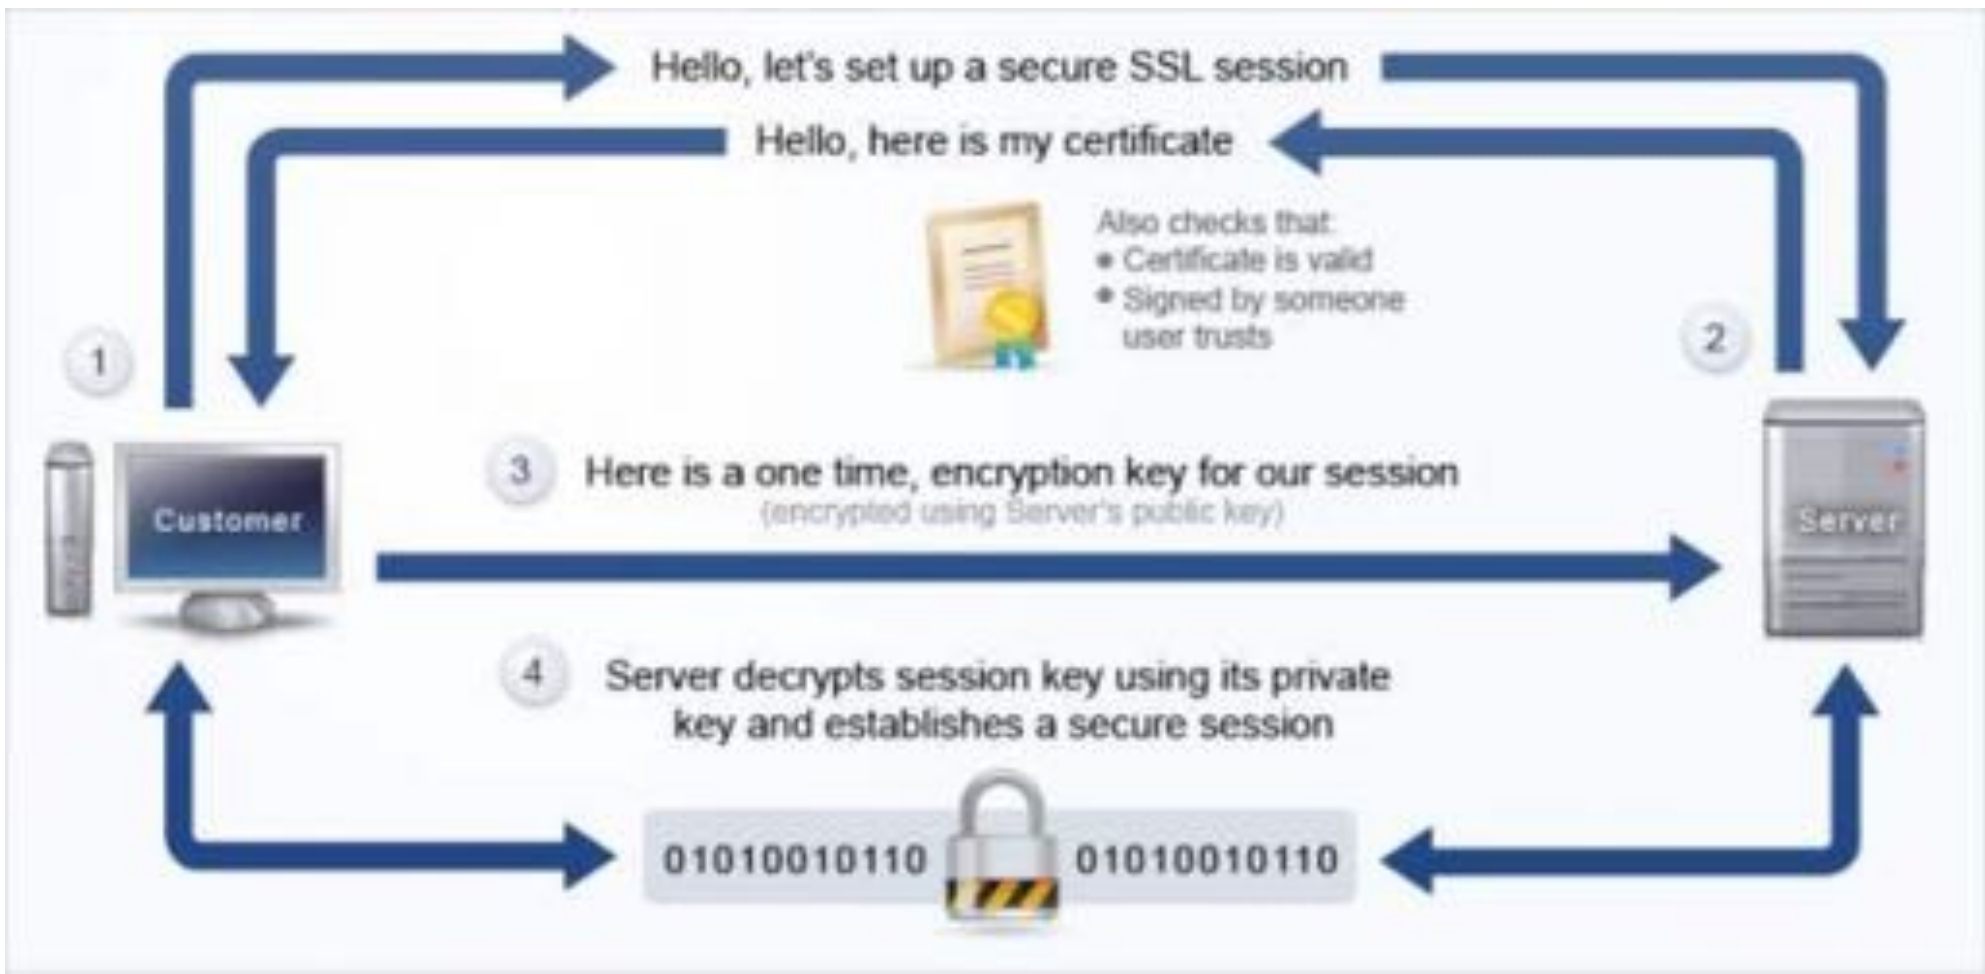 Hello, let's set up a secure SSL session
Hello, here is my certificate
Also checks that:
• Certificate is valid
• Signed by someone
user trusts
1
2
3
Here is a one time, encryption key for our session
(encrypted using Server's public key)
Customer
Server
4
Server decrypts session key using its private
key and establishes a secure session
01010010110
01010010110